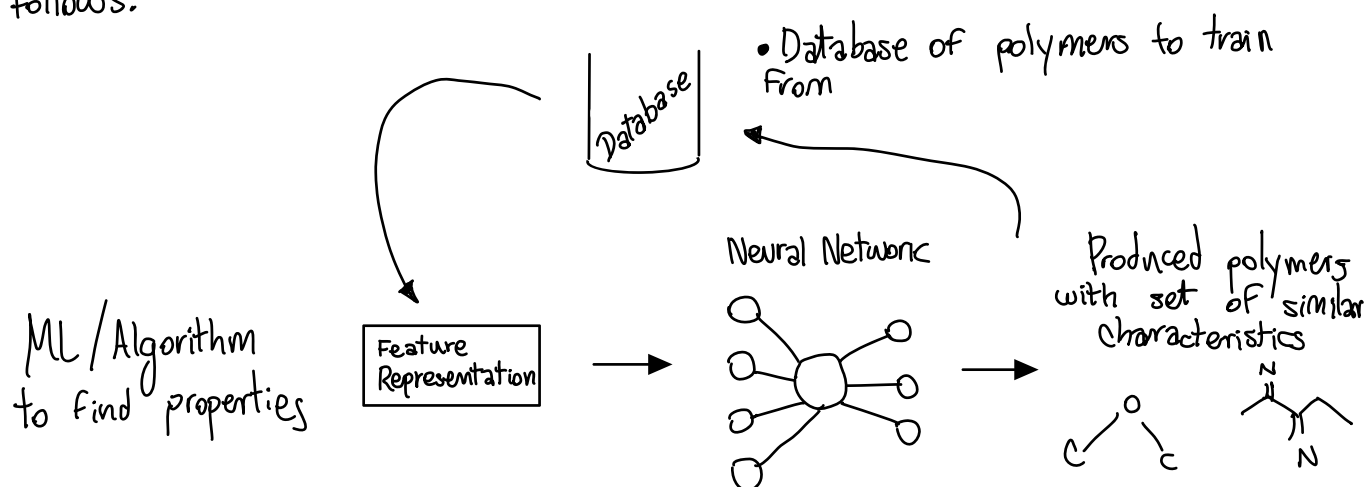 follows:
• Database of polymers to train
from
Database
Neural Network
Produced polymers
with set of similar
characteristics
ML/Algorithm
to find properties
Feature
Representation
N
O
C
C
N